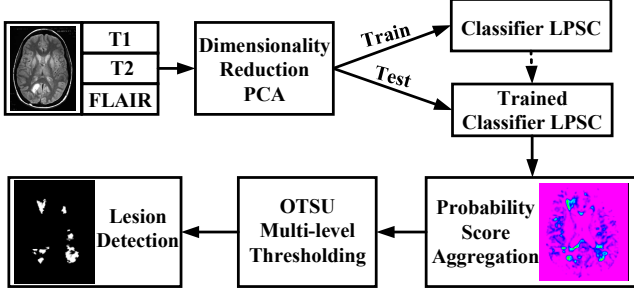 T1
T2
FLAIR
Dimensionality
Reduction
PCA
Train
Test
Classifier LPSC
Trained
Classifier LPSC
Probability
Score
Aggregation
OTSU
Multi-level
Thresholding
Lesion
Detection